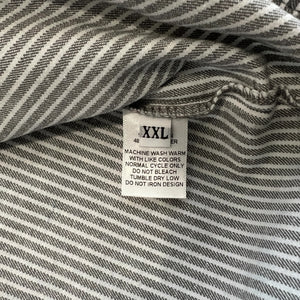 XXL
MACHINE WASH WARM
WITH LIKE COLORS
NORMAL CYCLE ONLY
DO NOT BLEACH
TUMBLE DRY LOW
DO NOT IRON DESIGN